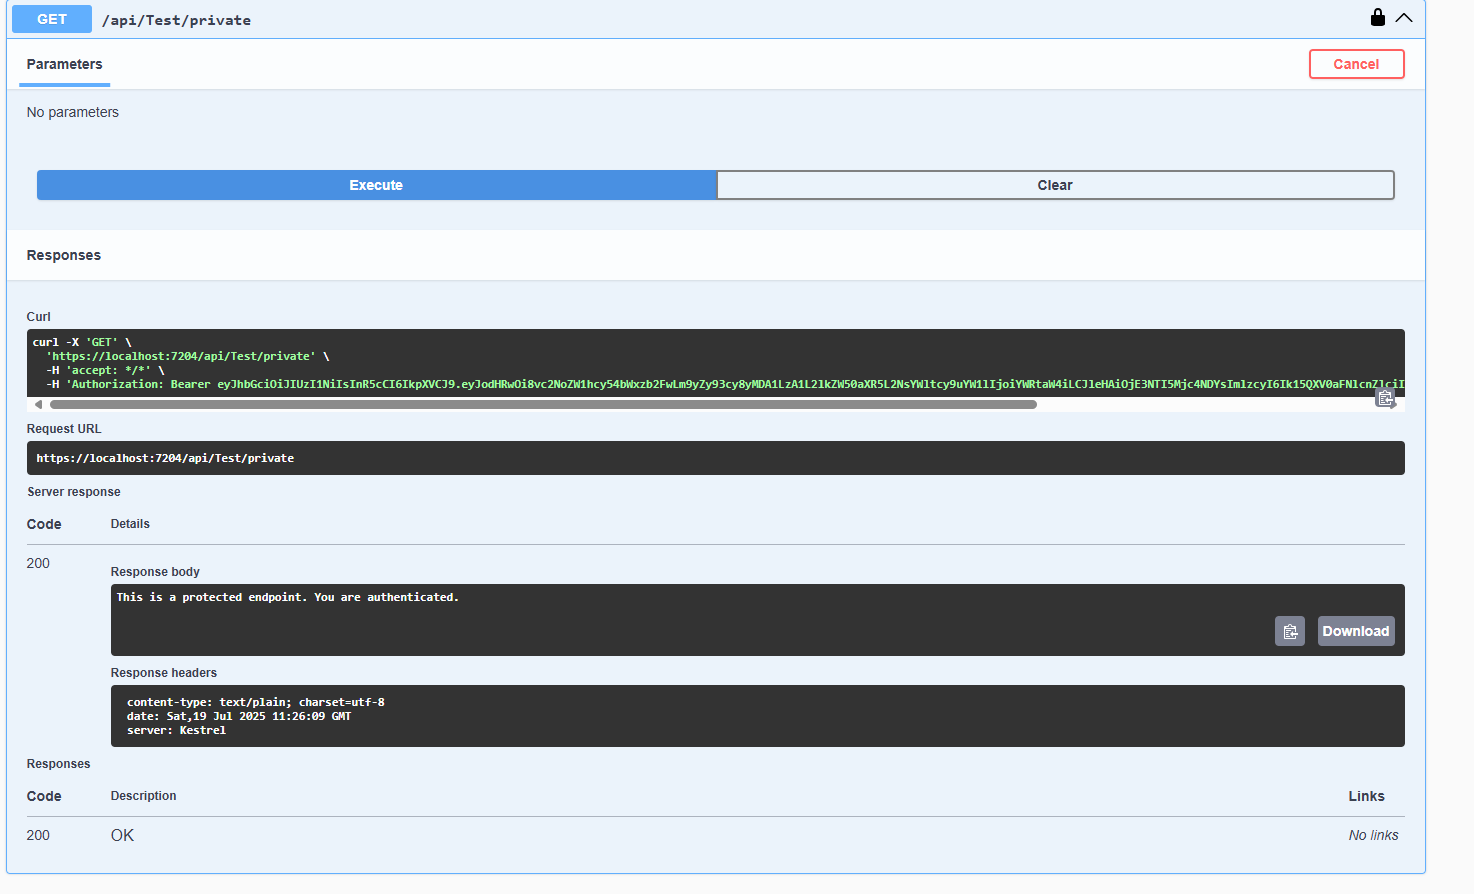 GET /api/Test/private
Parameters
Cancel
No parameters
Execute
Clear
Responses
Curl
curl -X 'GET' \
'https://localhost:7204/api/Test/private' \
-H 'accept: */*' \
-H 'Authorization: Bearer eyJhbGciOiJIUzI1NiIsInR5cCI6IkpXVCJ9.eyJodHRwOi8vc2NoZW1hcy54bWxzb2FwLm9yZy93cy8yMDA1LzA1L2lkZW50aXR5L2NsYWltcy9uYW1lIjoiYWRtaW4iLCJleHAiOjE3NTI5Mjc4NDYsImlzcyI6Ik15QXV0aFNlcnZlciI
Request URL
https://localhost:7204/api/Test/private
Server response
Code
Details
200
Response body
This is a protected endpoint. You are authenticated.
Download
Response headers
content-type: text/plain; charset=utf-8
date: Sat,19 Jul 2025 11:26:09 GMT
server: Kestrel
Responses
Code
Description
Links
200
OK
No links